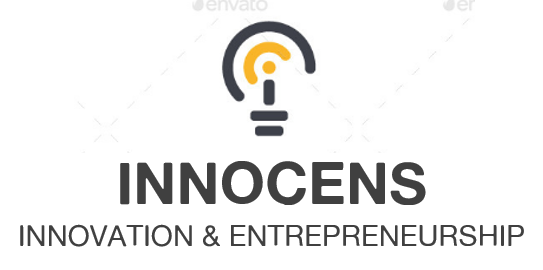 envato
INNOCENS
INNOVATION & ENTREPRENEURSHIP